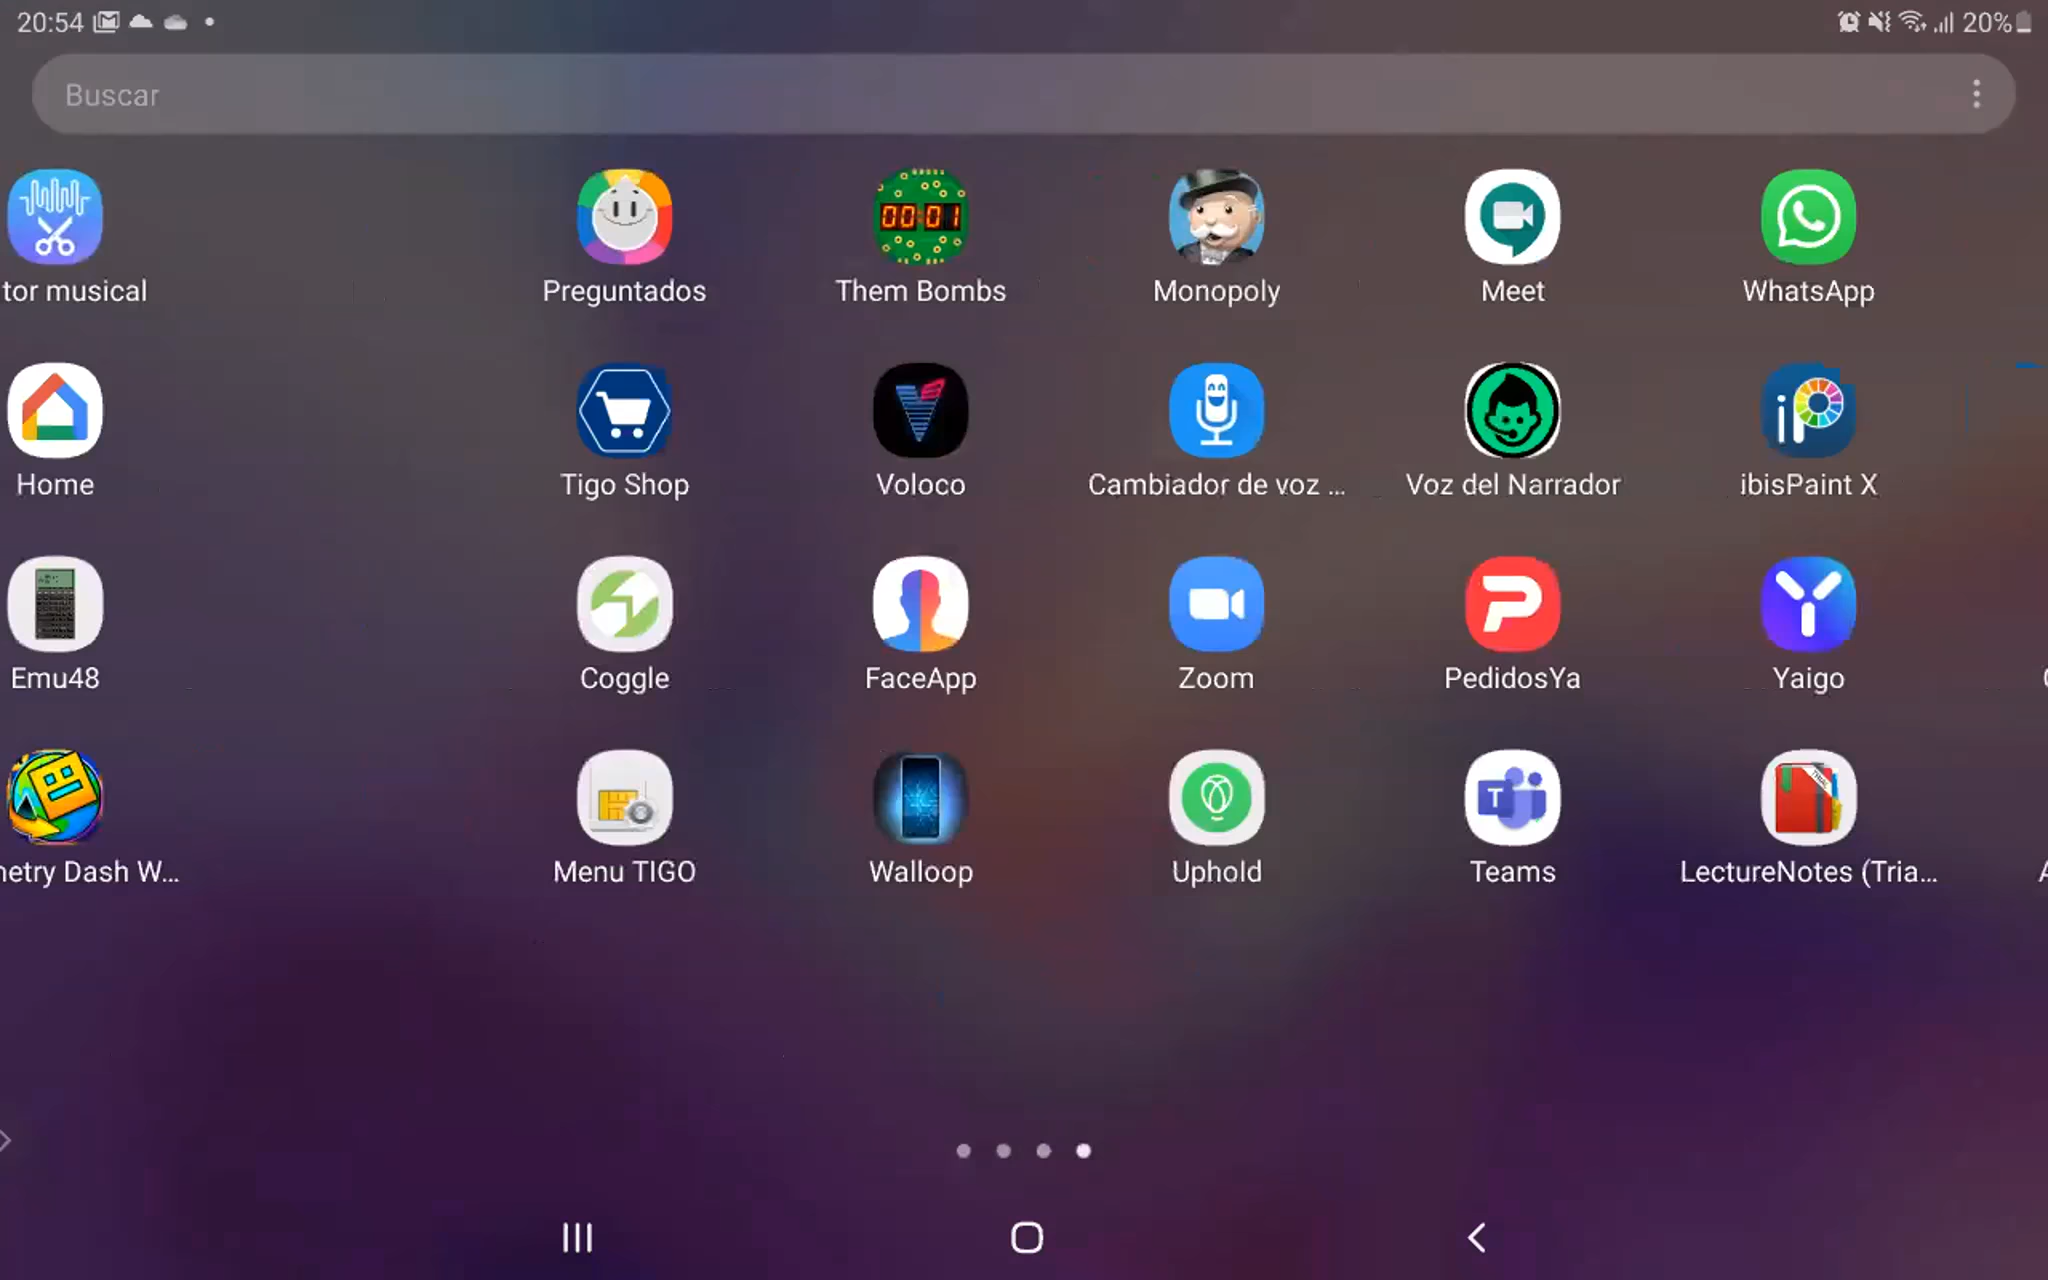 20:54
20%
Buscar
tor musical
Preguntados
00:01
Them Bombs
Monopoly
Meet
WhatsApp
Home
Tigo Shop
Voloco
Cambiador de voz ...
Voz del Narrador
iP
ibisPaint X
Emu48
Coggle
FaceApp
Zoom
PedidosYa
Yaigo
netry Dash W...
Menu TIGO
Walloop
Uphold
T
Teams
LectureNotes (Tria...